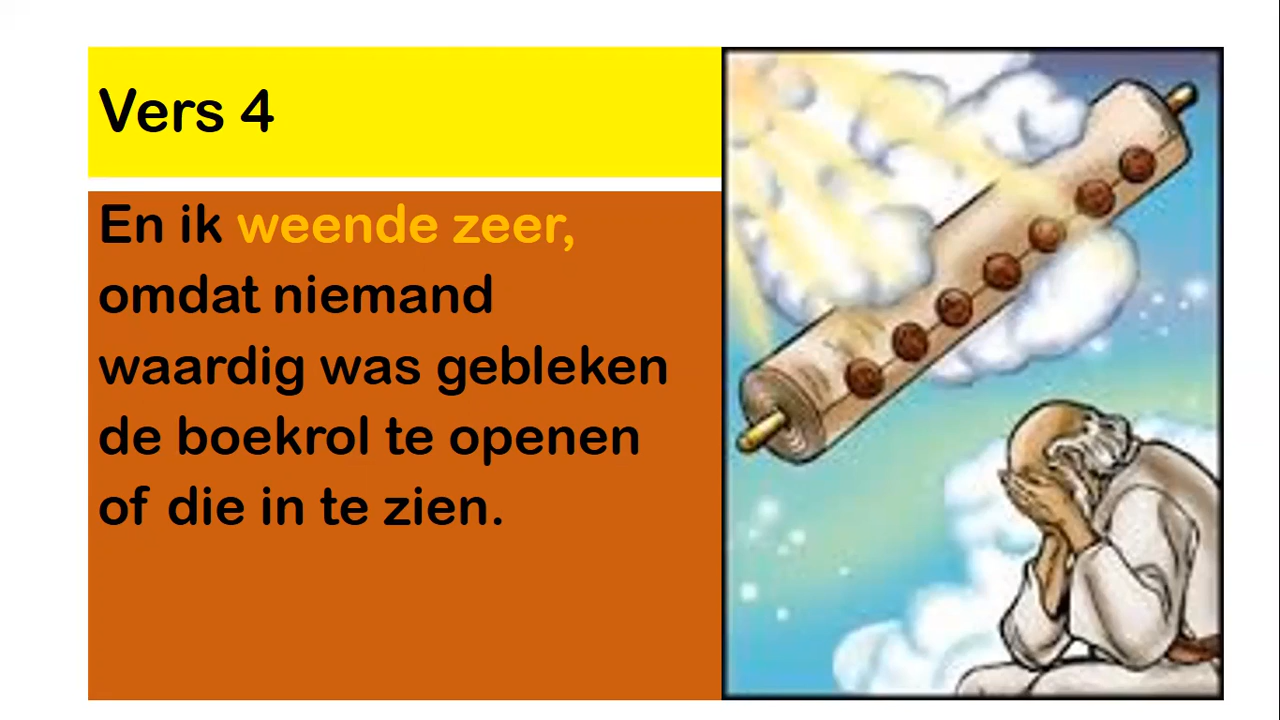 Vers 4
En ik weende zeer,
omdat niemand
waardig was gebleken
de boekrol te openen
of die in te zien.